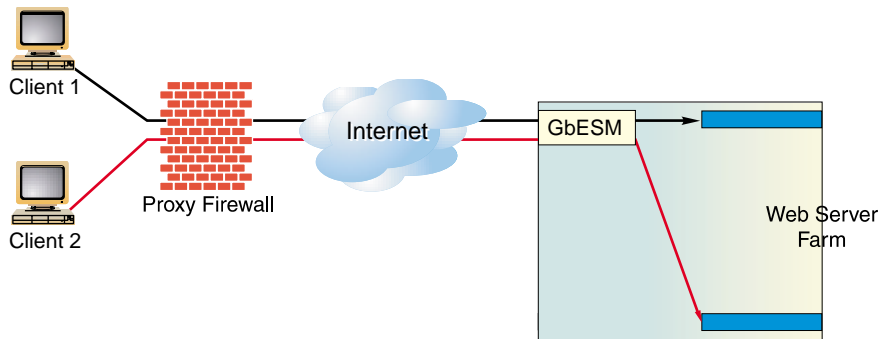 Client 1
Internet
GbESM
Proxy Firewall
Web Server
Farm
Client 2